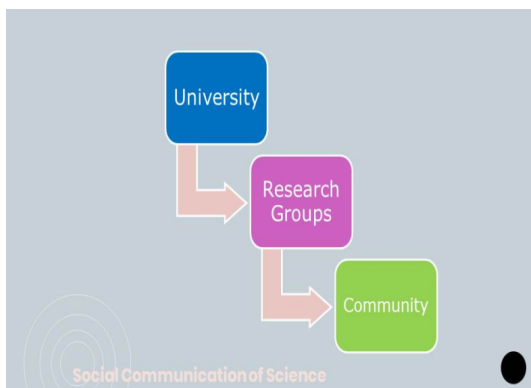 University
Research
Groups
Community
Social Communication of Science